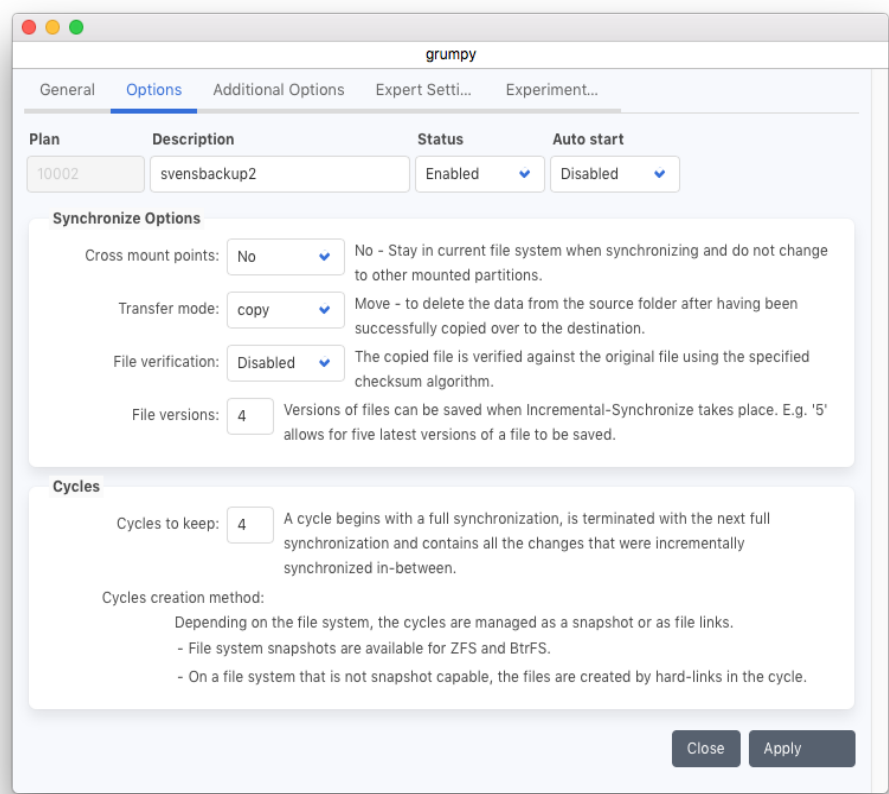 grumpy
General Options Additional Options Expert Setti... Experiment...
Plan Description Status Auto start
10002 svensbackup2 Enabled Disabled
Synchronize Options
Cross mount points: No No - Stay in current file system when synchronizing and do not change
to other mounted partitions.
Transfer mode: copy Move - to delete the data from the source folder after having been
successfully copied over to the destination.
File verification: Disabled The copied file is verified against the original file using the specified
checksum algorithm.
File versions: 4 Versions of files can be saved when Incremental-Synchronize takes place. E.g. '5'
allows for five latest versions of a file to be saved.
Cycles
Cycles to keep: 4 A cycle begins with a full synchronization, is terminated with the next full
synchronization and contains all the changes that were incrementally
synchronized in-between.
Cycles creation method:
Depending on the file system, the cycles are managed as a snapshot or as file links.
- File system snapshots are available for ZFS and BtrFS.
- On a file system that is not snapshot capable, the files are created by hard-links in the cycle.
Close Apply